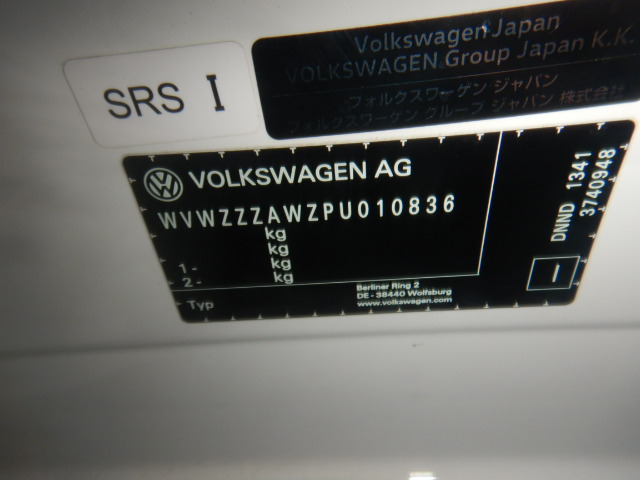 SRS I
Volkswagen Japan
VOLKSWAGEN Group Japan K.K.
フォルクスワーゲン ジャパン
フォルクスワーゲン グループ ジャパン 株式会社
VOLKSWAGEN AG
WVWZZZAWZPU010836
kg
kg
1- kg
2- kg
Typ
Berliner Ring 2
DE-38440 Wolfsburg
www.volkswagen.com
DNND 1341
3740948
I